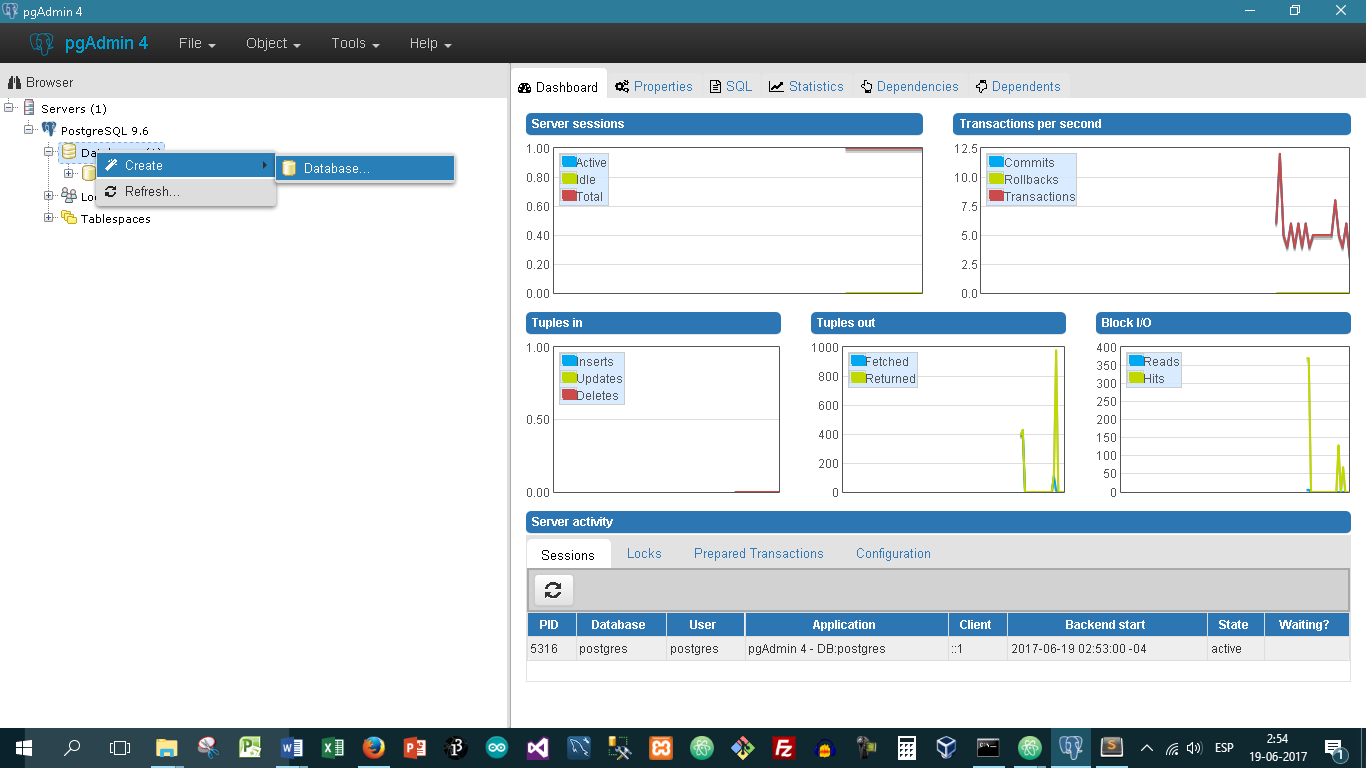 pgAdmin 4
pgAdmin 4 File Object Tools Help
Browser
Servers (1)
PostgreSQL 9.6
Create
Database...
Refresh...
Tablespaces
Dashboard Properties SQL Statistics Dependencies Dependents
Server sessions
1.00
0.80
0.60
0.40
0.20
0.00
Active
Idle
Total
Transactions per second
12.5
10.0
7.5
5.0
2.5
0.0
Commits
Rollbacks
Transactions
Tuples in
1.00
0.50
0.00
Inserts
Updates
Deletes
Tuples out
1000
800
600
400
200
0
Fetched
Returned
Block I/O
400
350
300
250
200
150
100
50
0
Reads
Hits
Server activity
Sessions Locks Prepared Transactions Configuration
PID Database User Application Client Backend start State Waiting?
5316 postgres postgres pgAdmin 4 - DB:postgres ::1 2017-06-19 02:53:00 -04 active
ESP
2:54
19-06-2017
1